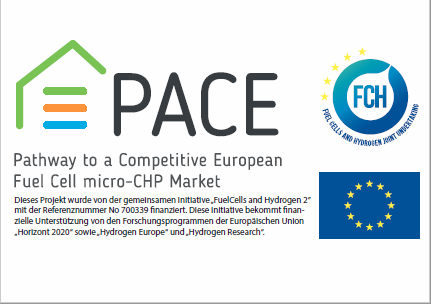 PACE
FCH
FUEL CELLS AND HYDROGEN JOINT UNDERTAKING
Pathway to a Competitive European
Fuel Cell micro-CHP Market
Dieses Projekt wurde von der gemeinsamen Initiative „FuelCells and Hydrogen 2“
mit der Referenznummer No 700339 finanziert. Diese Initiative bekommt finan-
zielle Unterstützung von den Forschungsprogrammen der Europäischen Union
„Horizont 2020“ sowie „Hydrogen Europe“ und „Hydrogen Research“.